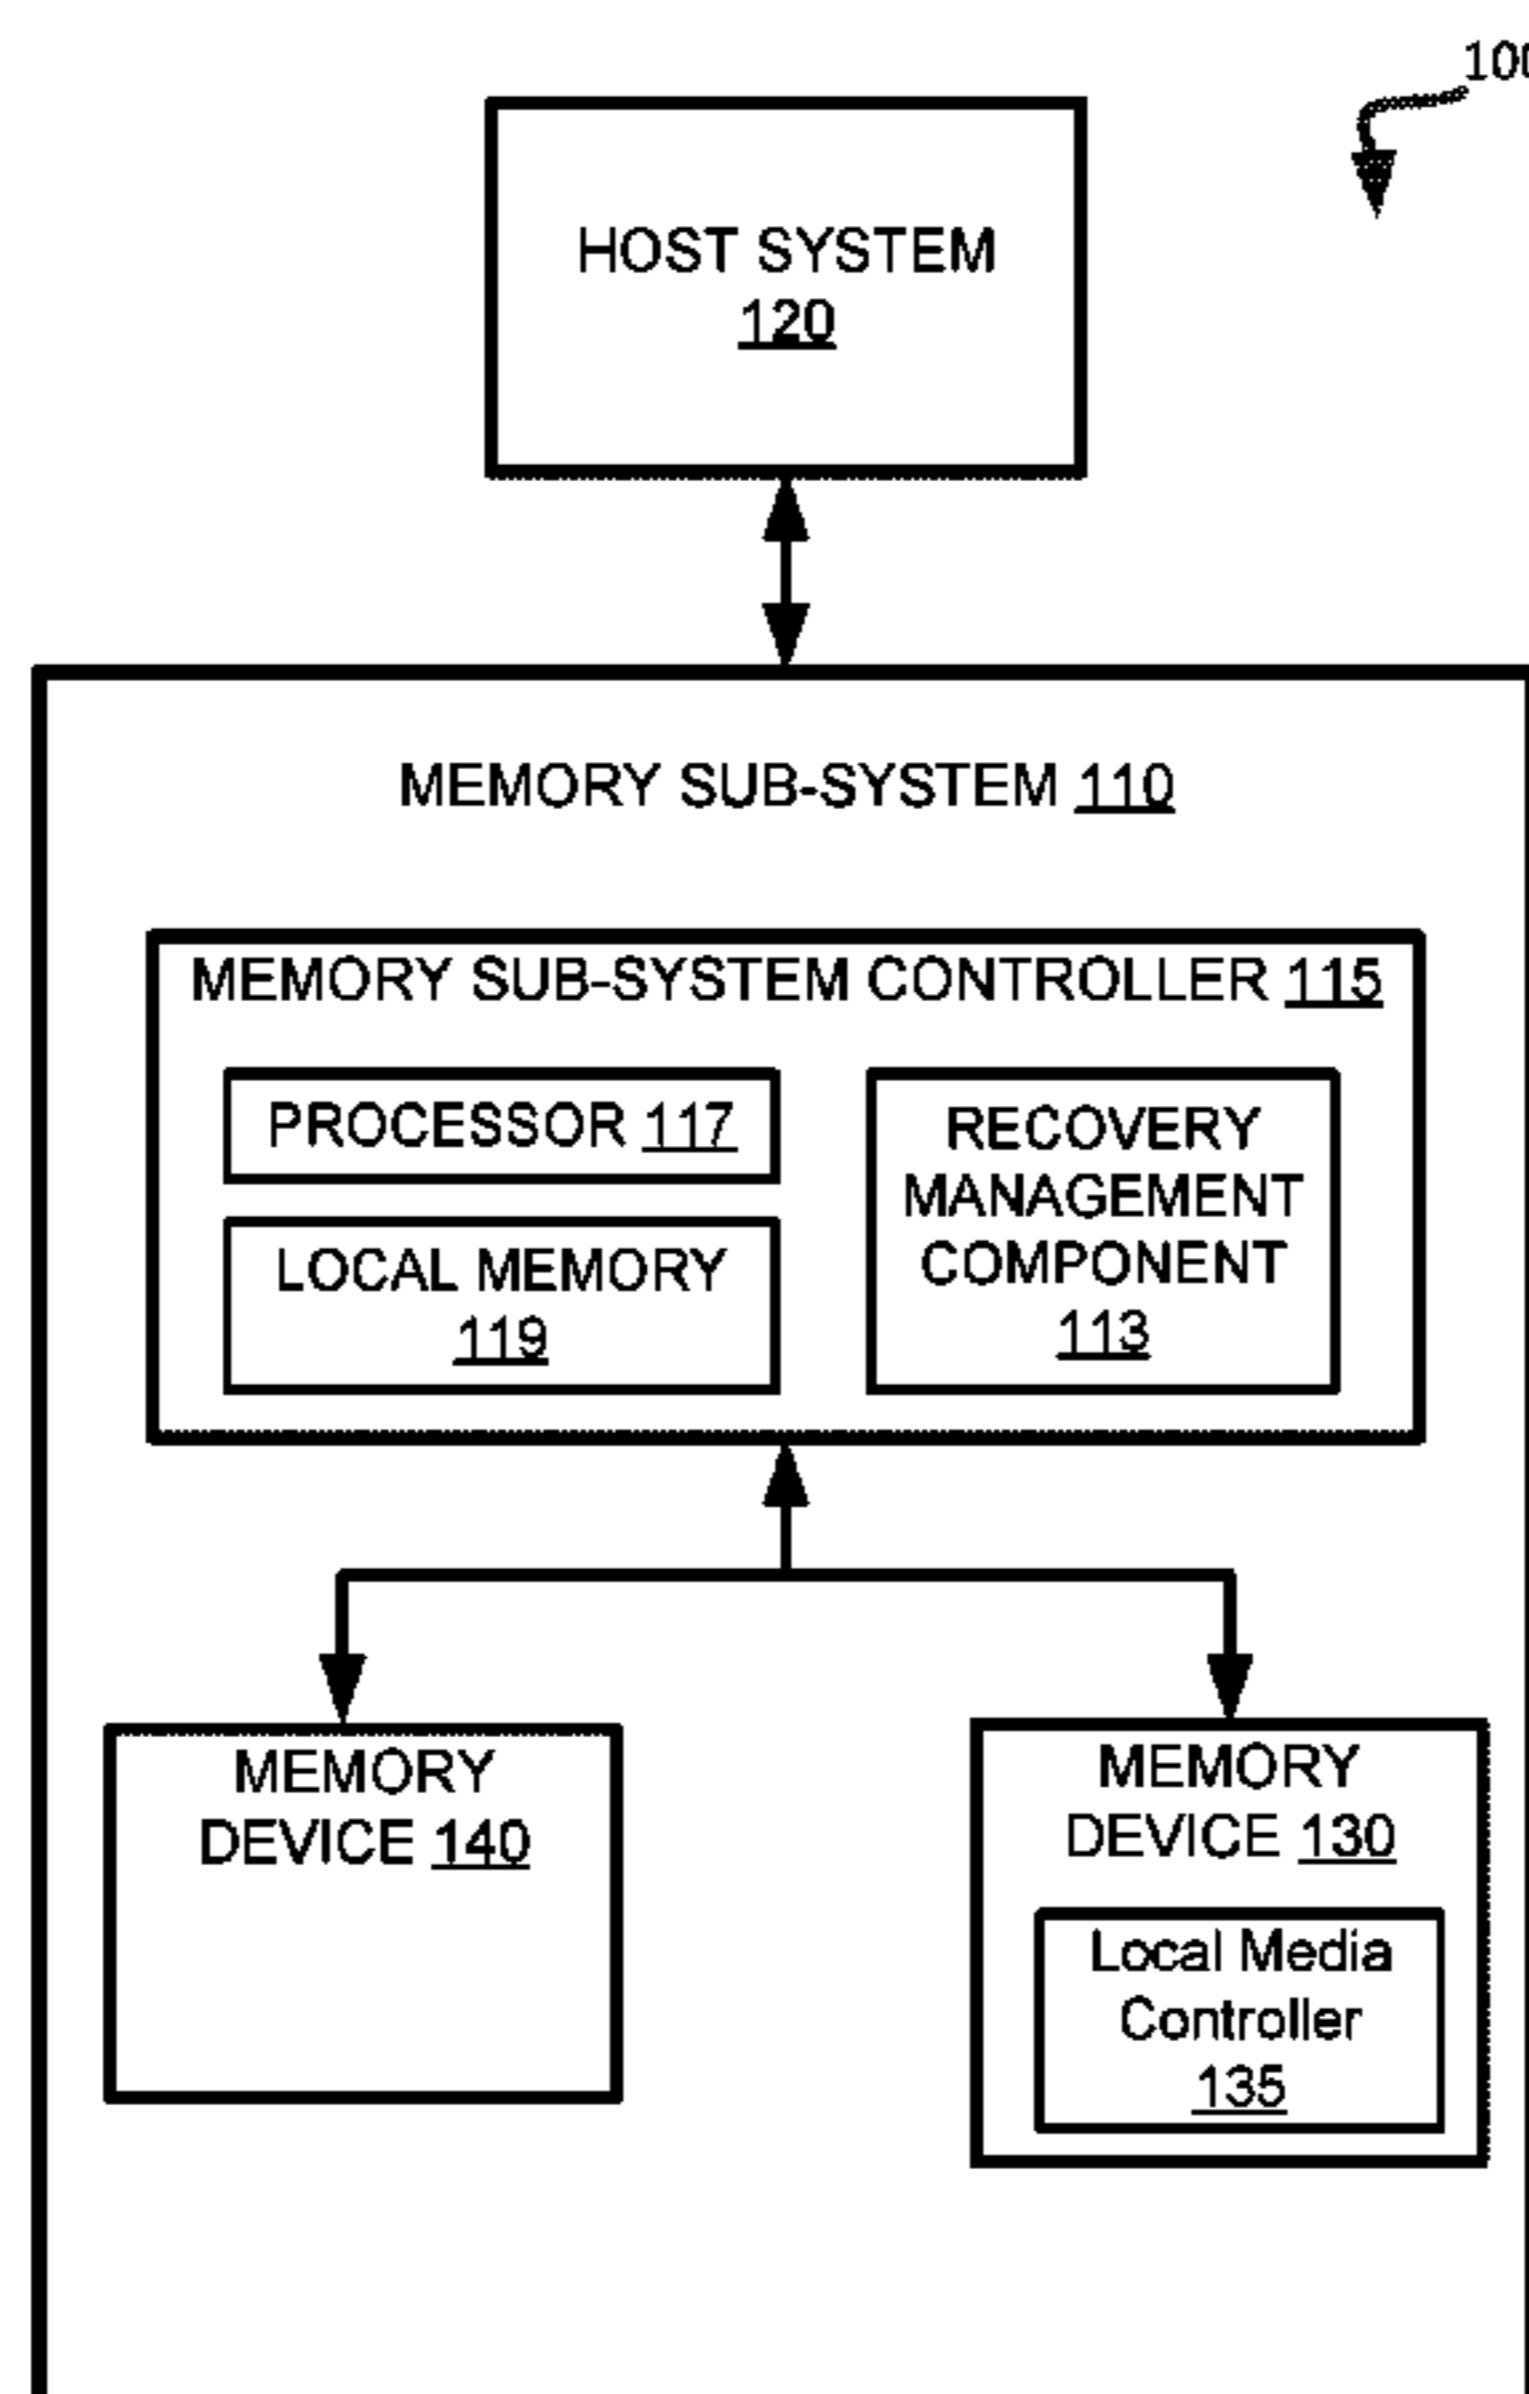 100
HOST SYSTEM
120
MEMORY SUB-SYSTEM 110
MEMORY SUB-SYSTEM CONTROLLER 115
PROCESSOR 117
LOCAL MEMORY
119
RECOVERY
MANAGEMENT
COMPONENT
113
MEMORY
DEVICE 140
MEMORY
DEVICE 130
Local Media
Controller
135